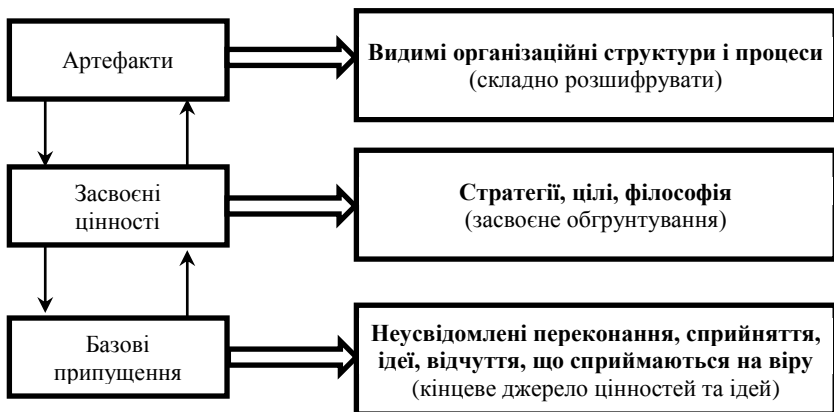 Артефакти
Видимі організаційні структури і процеси
(складно розшифрувати)
Засвоєні
цінності
Стратегії, цілі, філософія
(засвоєне обгрунтування)
Базові
припущення
Неусвідомлені переконання, сприйняття,
ідеї, відчуття, що сприймаються на віру
(кінцеве джерело цінностей та ідей)